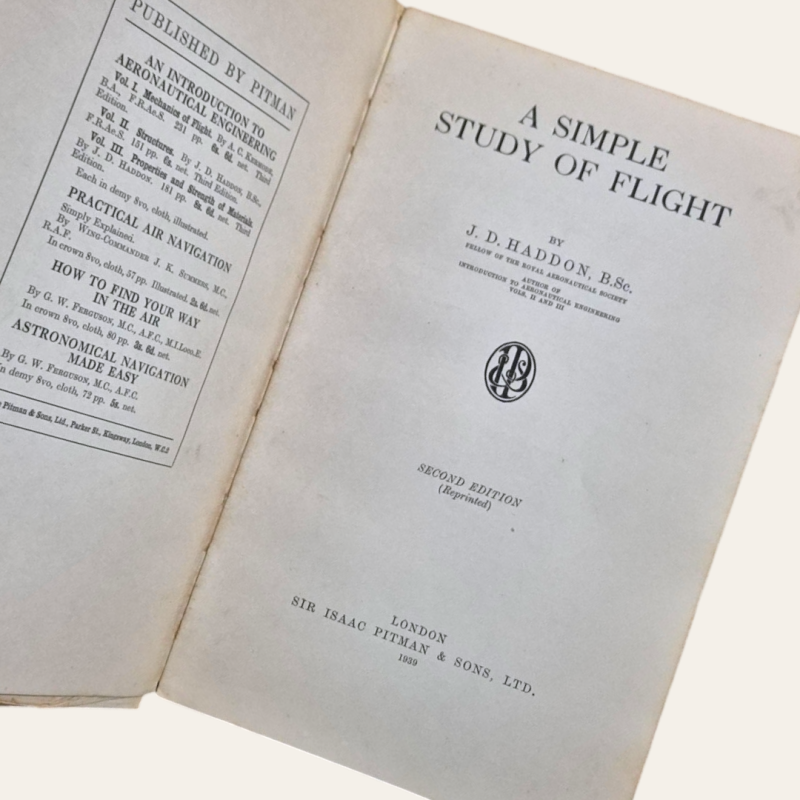 PUBLISHED BY PITMAN
AN INTRODUCTION TO
AERONAUTICAL ENGINEERING
Vol. I. Mechanics of Flight. By A. C. Kermode,
B.A., F.R.Ae.S. 231 pp. 6s. 6d. net. Third
Edition.
Vol. II. Structures. By J. D. Haddon, B.Sc.,
F.R.Ae.S. 151 pp. 6s. net. Third Edition.
Vol. III. Properties and Strength of Materials.
By J. D. Haddon. 181 pp. 8s. 6d. net. Third
Edition.
Each in demy 8vo, cloth, illustrated.
PRACTICAL AIR NAVIGATION
Simply Explained.
By Wing-Commander J. K. Summers, M.C.,
R.A.F.
In crown 8vo, cloth, 57 pp. Illustrated. 2s. 6d. net.
HOW TO FIND YOUR WAY
IN THE AIR
By G. W. Ferguson, M.C., A.F.C., M.I.Loco.E.
In crown 8vo, cloth, 80 pp. 3s. 6d. net.
ASTRONOMICAL NAVIGATION
MADE EASY
By G. W. Ferguson, M.C., A.F.C.
In demy 8vo, cloth, 72 pp. 5s. net.
Pitman & Sons, Ltd., Parker St., Kingsway, London, W.C.2
A SIMPLE
STUDY OF FLIGHT
BY
J. D. HADDON, B.Sc.
FELLOW OF THE ROYAL AERONAUTICAL SOCIETY
AUTHOR OF
INTRODUCTION TO AERONAUTICAL ENGINEERING
VOLS. II AND III
SECOND EDITION
(Reprinted)
LONDON
SIR ISAAC PITMAN & SONS, LTD.
1939